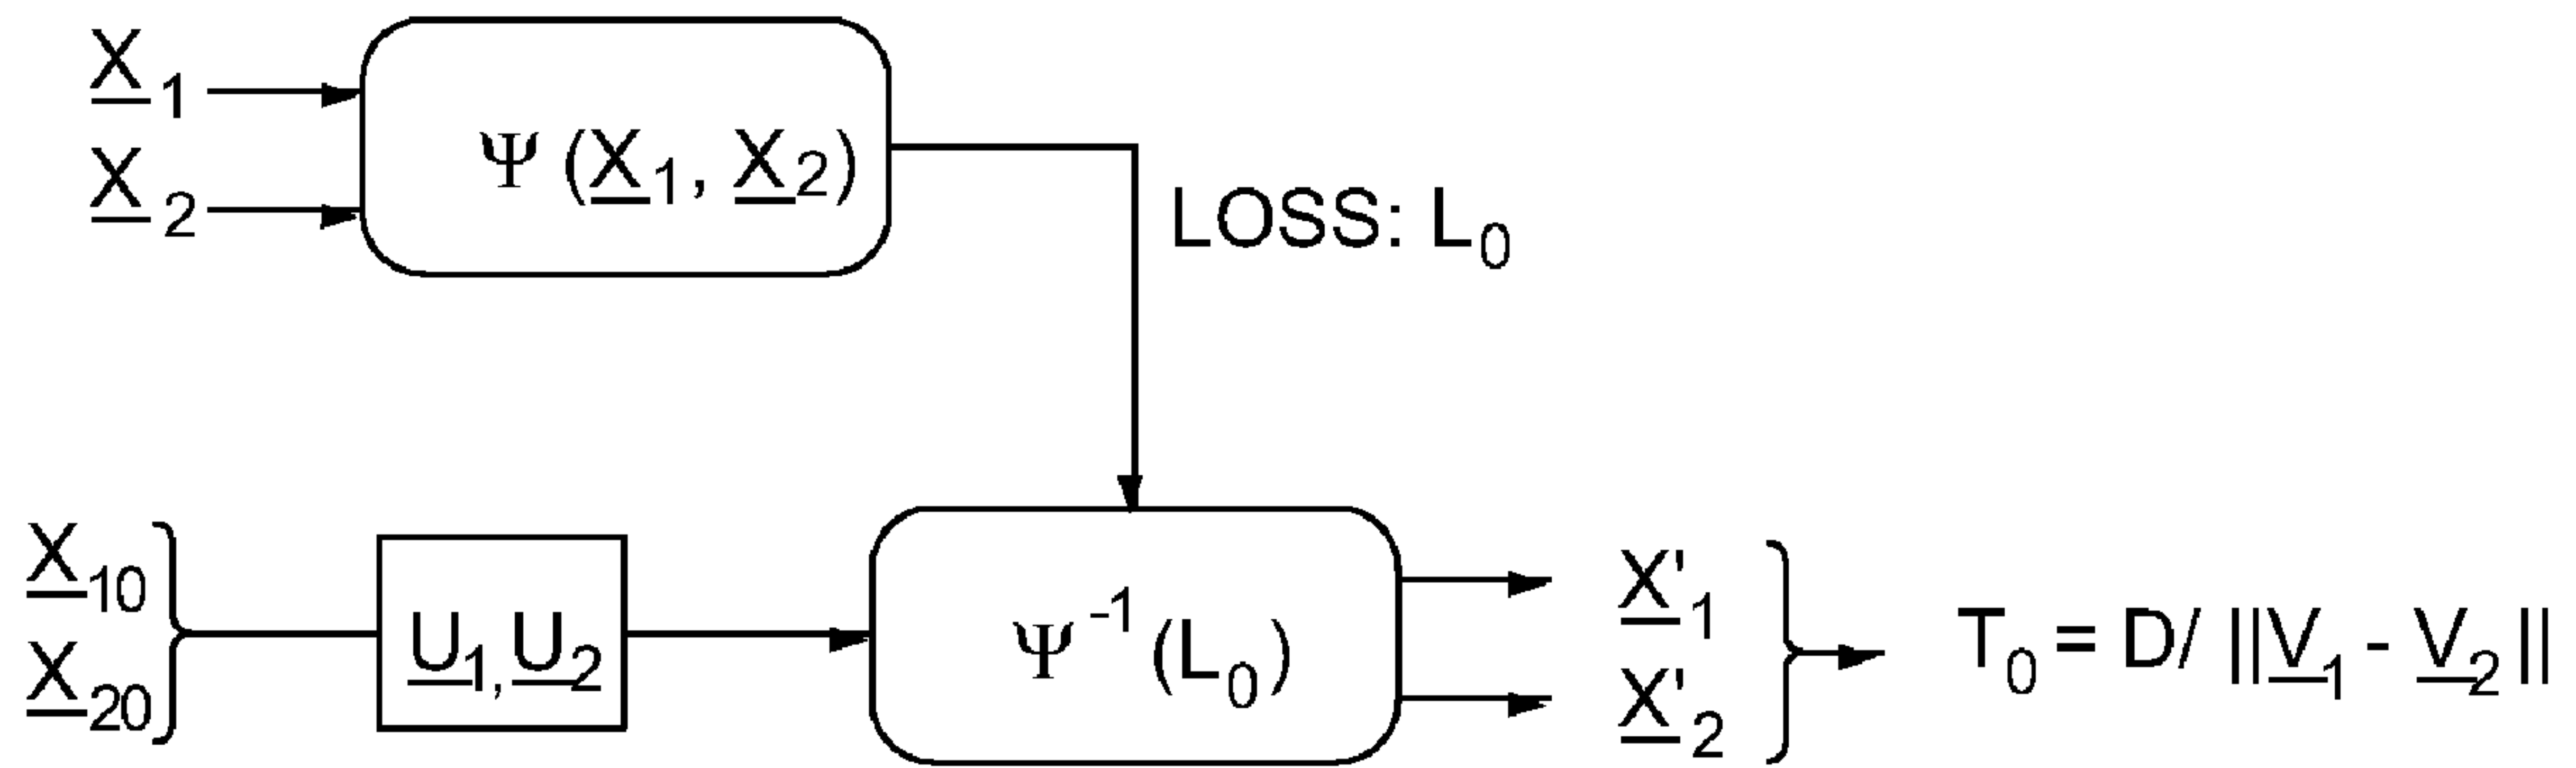 X₁
X₂
Ψ (X₁, X₂)
LOSS: L₀
X₁₀
X₂₀
U₁, U₂
Ψ⁻¹ (L₀)
X'₁
X'₂
T₀ = D/ ||V₁ - V₂ ||